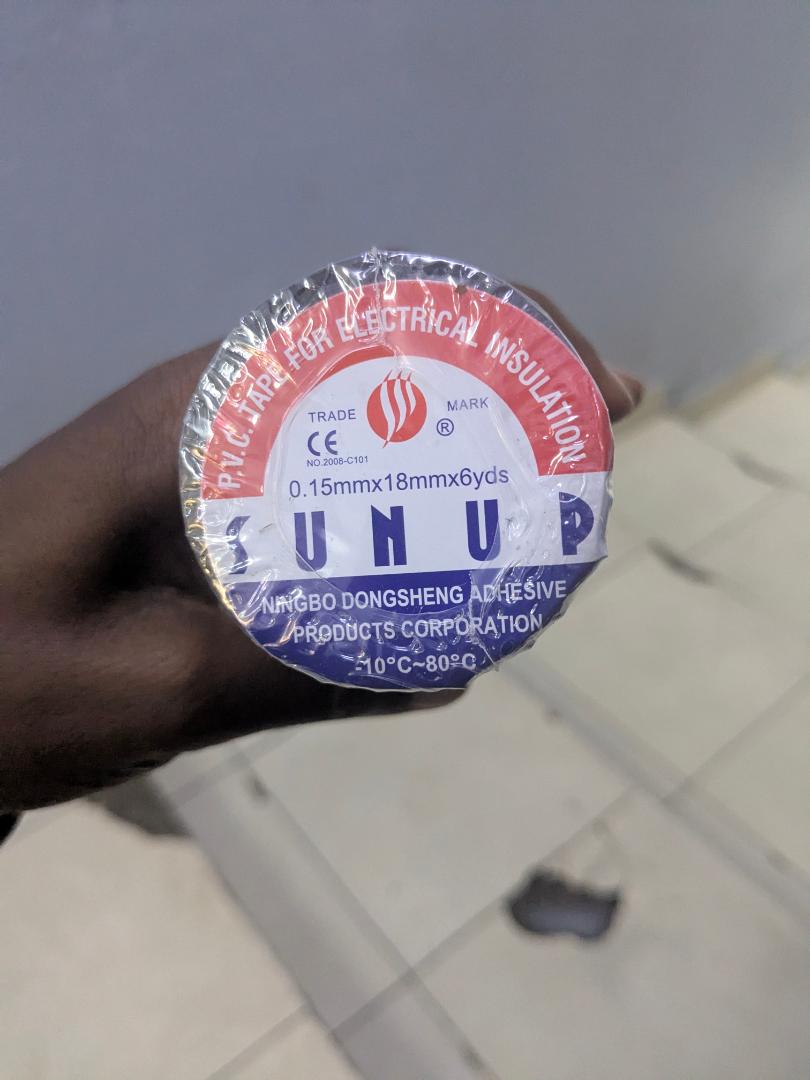 P.V.C. TAPE FOR ELECTRICAL INSULATION
TRADE MARK
CE ®
NO.2008-C101
0.15mmx18mmx6yds
SUNUP
NINGBO DONGSHENG ADHESIVE
PRODUCTS CORPORATION
-10°C~80°C